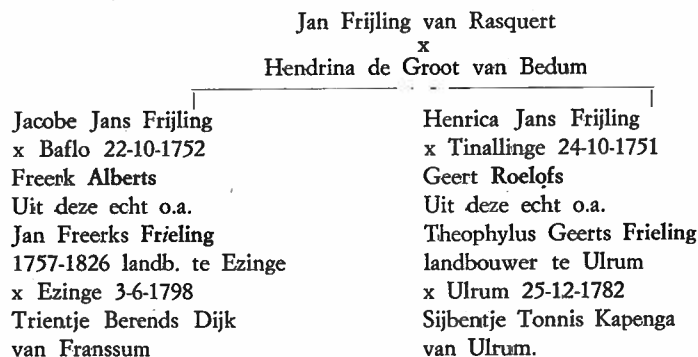 Jan Frijling van Rasquert
x
Hendrina de Groot van Bedum
Jacobe Jans Frijling
x Baflo 22-10-1752
Freerk Alberts
Uit deze echt o.a.
Jan Freerks Frieling
1757-1826 landb. te Ezinge
x Ezinge 3-6-1798
Trientje Berends Dijk
van Franssum
Henrica Jans Frijling
x Tinallinge 24-10-1751
Geert Roelofs
Uit deze echt o.a.
Theophylus Geerts Frieling
landbouwer te Ulrum
x Ulrum 25-12-1782
Sijbentje Tonnis Kapenga
van Ulrum.